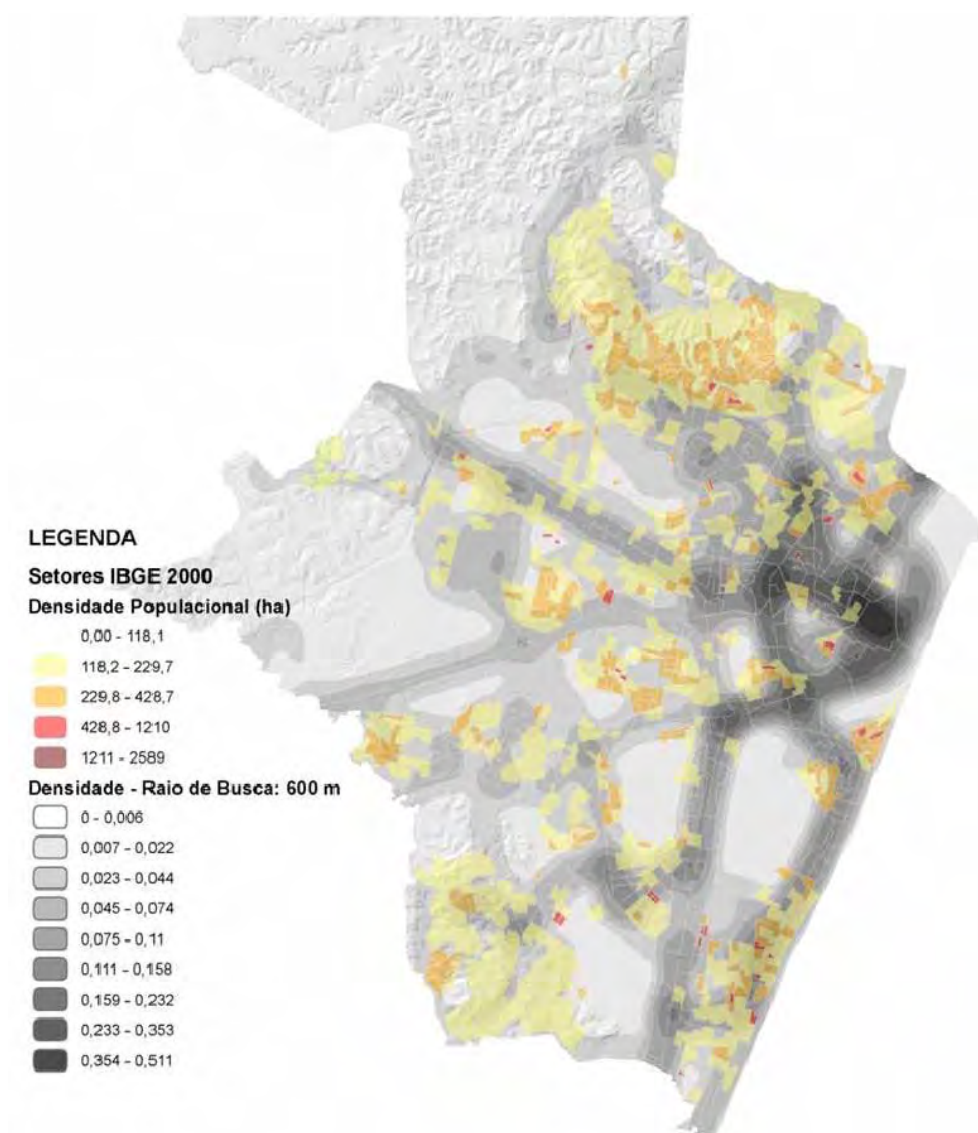 LEGENDA
Setores IBGE 2000
Densidade Populacional (ha)
0,00 - 118,1
118,2 - 229,7
229,8 - 428,7
428,8 - 1210
1211 - 2589
Densidade - Raio de Busca: 600 m
0 - 0,006
0,007 - 0,022
0,023 - 0,044
0,045 - 0,074
0,075 - 0,11
0,111 - 0,158
0,159 - 0,232
0,233 - 0,353
0,354 - 0,511